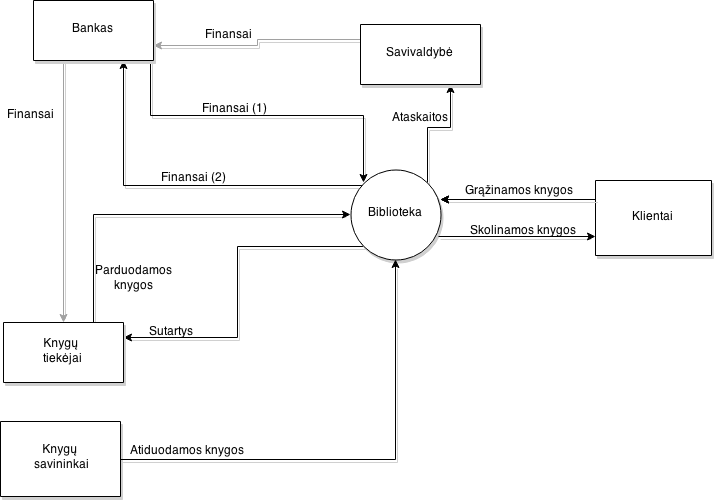 Bankas
Finansai
Savivaldybė
Finansai
Finansai (1)
Ataskaitos
Finansai (2)
Grąžinamos knygos
Biblioteka
Klientai
Skolinamos knygos
Parduodamos
knygos
Sutartys
Knygų
tiekėjai
Knygų
savininkai
Atiduodamos knygos